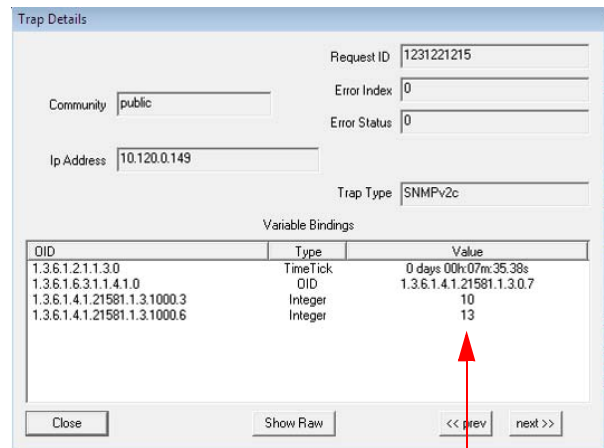 Trap Details
Request ID 1231221215
Error Index 0
Community public
Error Status 0
Ip Address 10.120.0.149
Trap Type SNMPv2c
Variable Bindings
OID Type Value
1.3.6.1.2.1.1.3.0 TimeTick 0 days 00h:07m:35.38s
1.3.6.1.6.3.1.1.4.1.0 OID 1.3.6.1.4.1.21581.1.3.0.7
1.3.6.1.4.1.21581.1.3.1000.3 Integer 10
1.3.6.1.4.1.21581.1.3.1000.6 Integer 13
Close Show Raw << prev next >>